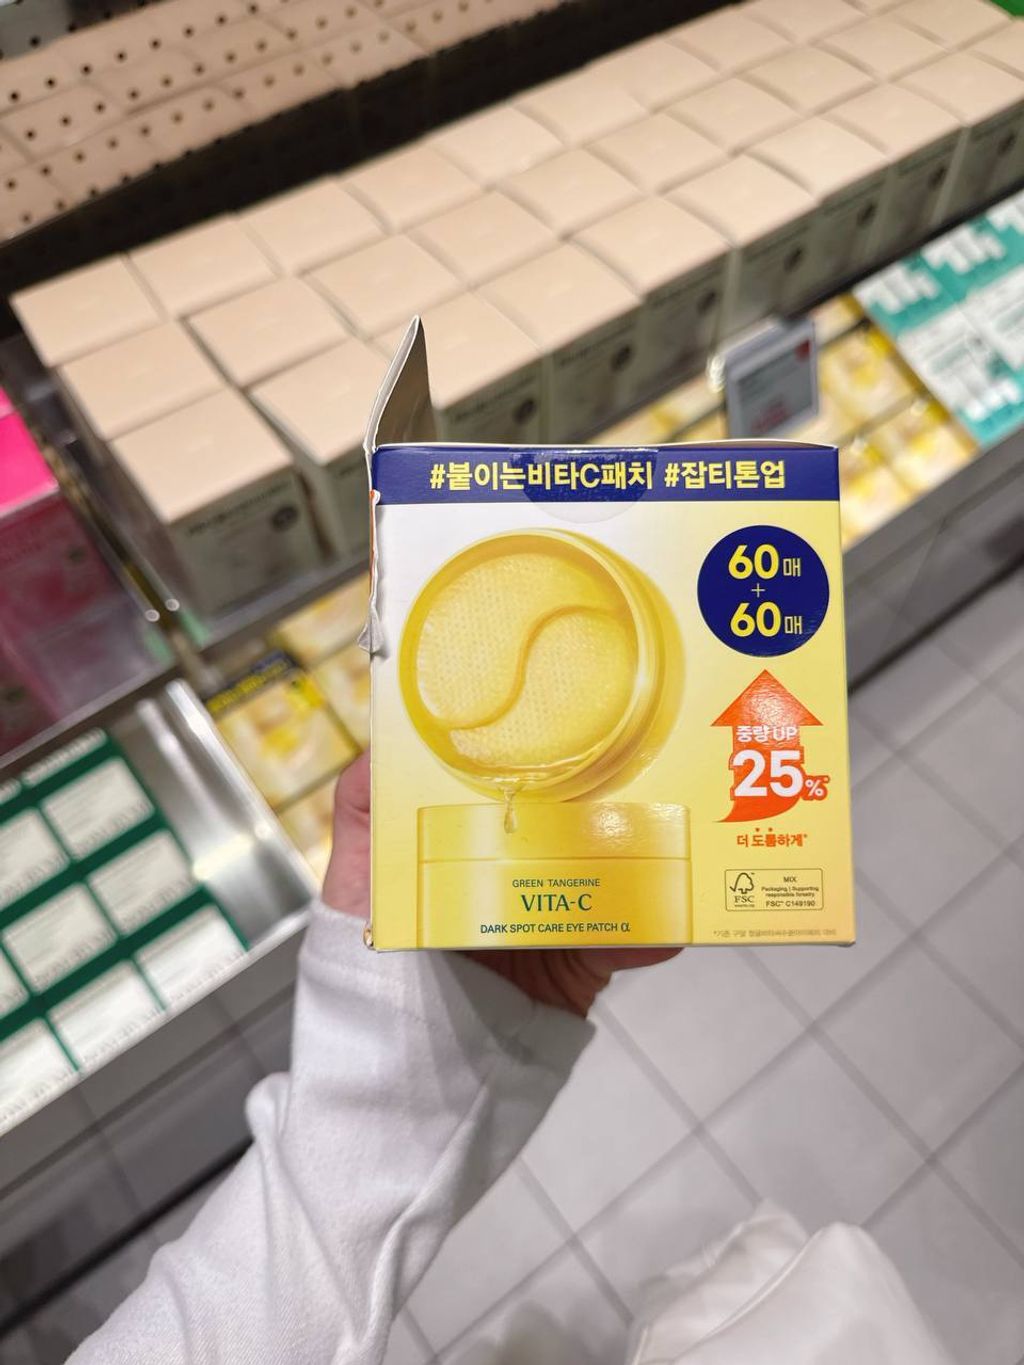 #붙이는비타C패치 #잡티톤업
60매
+
60매
중량 UP
25%
더 도톰하게*
GREEN TANGERINE
VITA-C
DARK SPOT CARE EYE PATCH α
FSC
MIX
Packaging | Supporting
responsible forestry
FSC® C149190